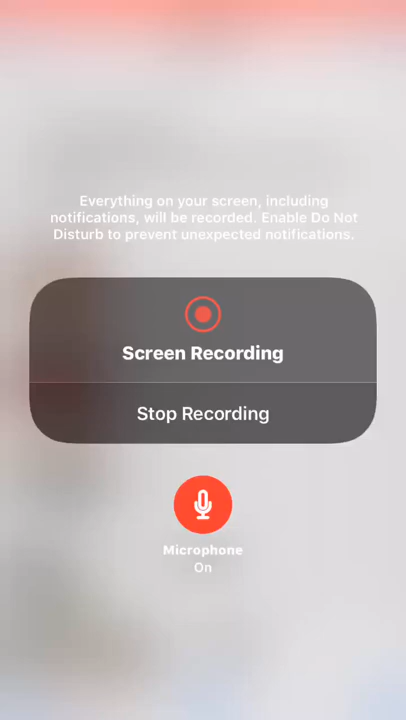 Everything on your screen, including
notifications, will be recorded. Enable Do Not
Disturb to prevent unexpected notifications.
Screen Recording
Stop Recording
Microphone
On